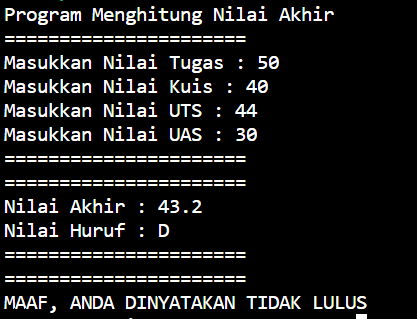 Program Menghitung Nilai Akhir
======================
Masukkan Nilai Tugas : 50
Masukkan Nilai Kuis : 40
Masukkan Nilai UTS : 44
Masukkan Nilai UAS : 30
======================
======================
Nilai Akhir : 43.2
Nilai Huruf : D
======================
======================
MAAF, ANDA DINYATAKAN TIDAK LULUS